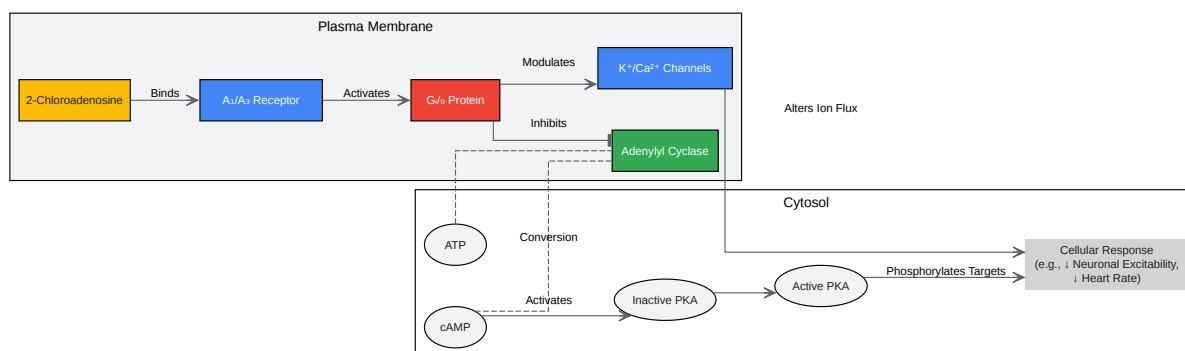 Plasma Membrane
2-Chloroadenosine
Binds
A₁/A₃ Receptor
Activates
Gᵢ/ₒ Protein
Modulates
K⁺/Ca²⁺ Channels
Inhibits
Adenylyl Cyclase
Alters Ion Flux
Cytosol
ATP
Conversion
cAMP
Activates
Inactive PKA
Active PKA
Phosphorylates Targets
Cellular Response
(e.g., ↓ Neuronal Excitability,
↓ Heart Rate)